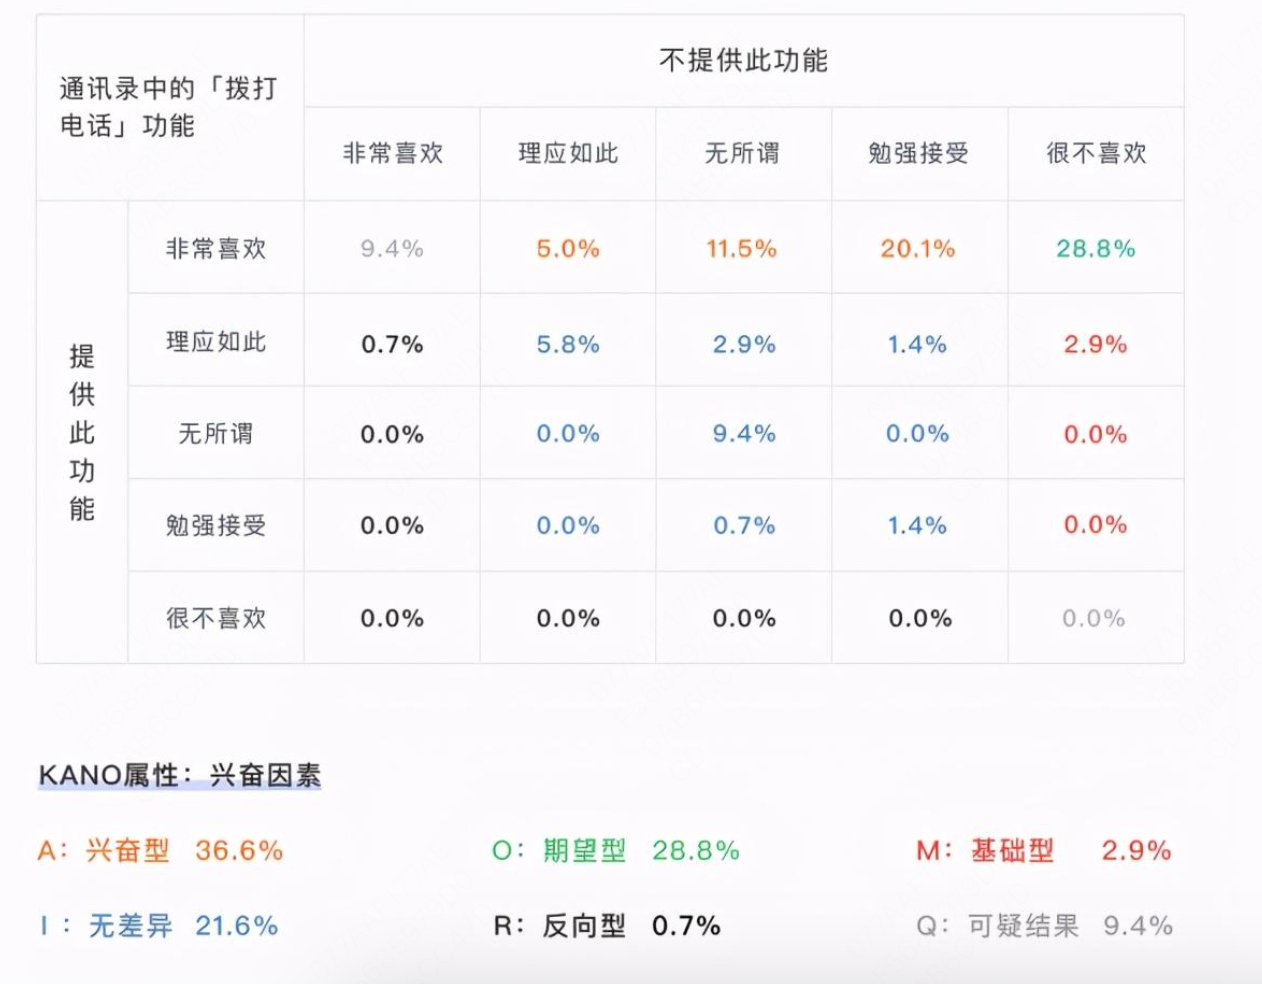 通讯录中的「拨打
电话」功能
不提供此功能
非常喜欢 理应如此 无所谓 勉强接受 很不喜欢
提供此功能
非常喜欢 9.4% 5.0% 11.5% 20.1% 28.8%
理应如此 0.7% 5.8% 2.9% 1.4% 2.9%
无所谓 0.0% 0.0% 9.4% 0.0% 0.0%
勉强接受 0.0% 0.0% 0.7% 1.4% 0.0%
很不喜欢 0.0% 0.0% 0.0% 0.0% 0.0%
KANO属性：兴奋因素
A：兴奋型 36.6% O：期望型 28.8% M：基础型 2.9%
I：无差异 21.6% R：反向型 0.7% Q：可疑结果 9.4%